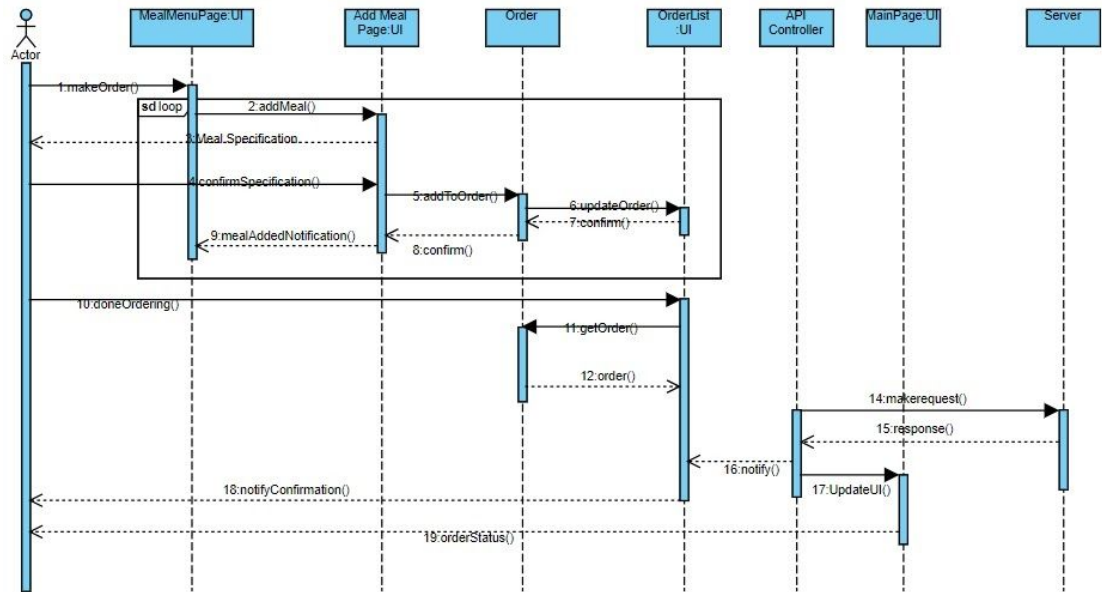 MealMenuPage:UI
Add Meal
Page:UI
Order
OrderList
:UI
API
Controller
MainPage:UI
Server
Actor
1:makeOrder()
sd loop
2:addMeal()
3:Meal Specification
4:confirmSpecification()
5:addToOrder()
6:updateOrder()
7:confirm()
8:confirm()
9:mealAddedNotification()
10:doneOrdering()
11:getOrder()
12:order()
14:makerequest()
15:response()
16:notify()
17:UpdateUI()
18:notifyConfirmation()
19:orderStatus()